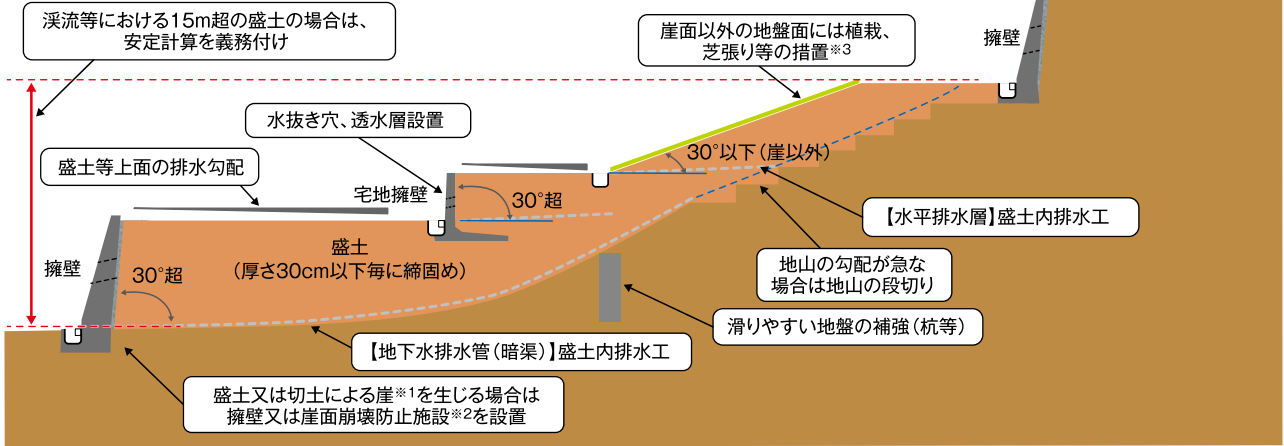 渓流等における15m超の盛土の場合は、
安定計算を義務付け
崖面以外の地盤面には植栽、
芝張り等の措置※3
擁壁
水抜き穴、透水層設置
盛土等上面の排水勾配
宅地擁壁
30°超
30°以下(崖以外)
【水平排水層】盛土内排水工
盛土
(厚さ30cm以下毎に締固め)
擁壁
30°超
地山の勾配が急な
場合は地山の段切り
滑りやすい地盤の補強(杭等)
【地下水排水管(暗渠)】盛土内排水工
盛土又は切土による崖※1を生じる場合は
擁壁又は崖面崩壊防止施設※2を設置